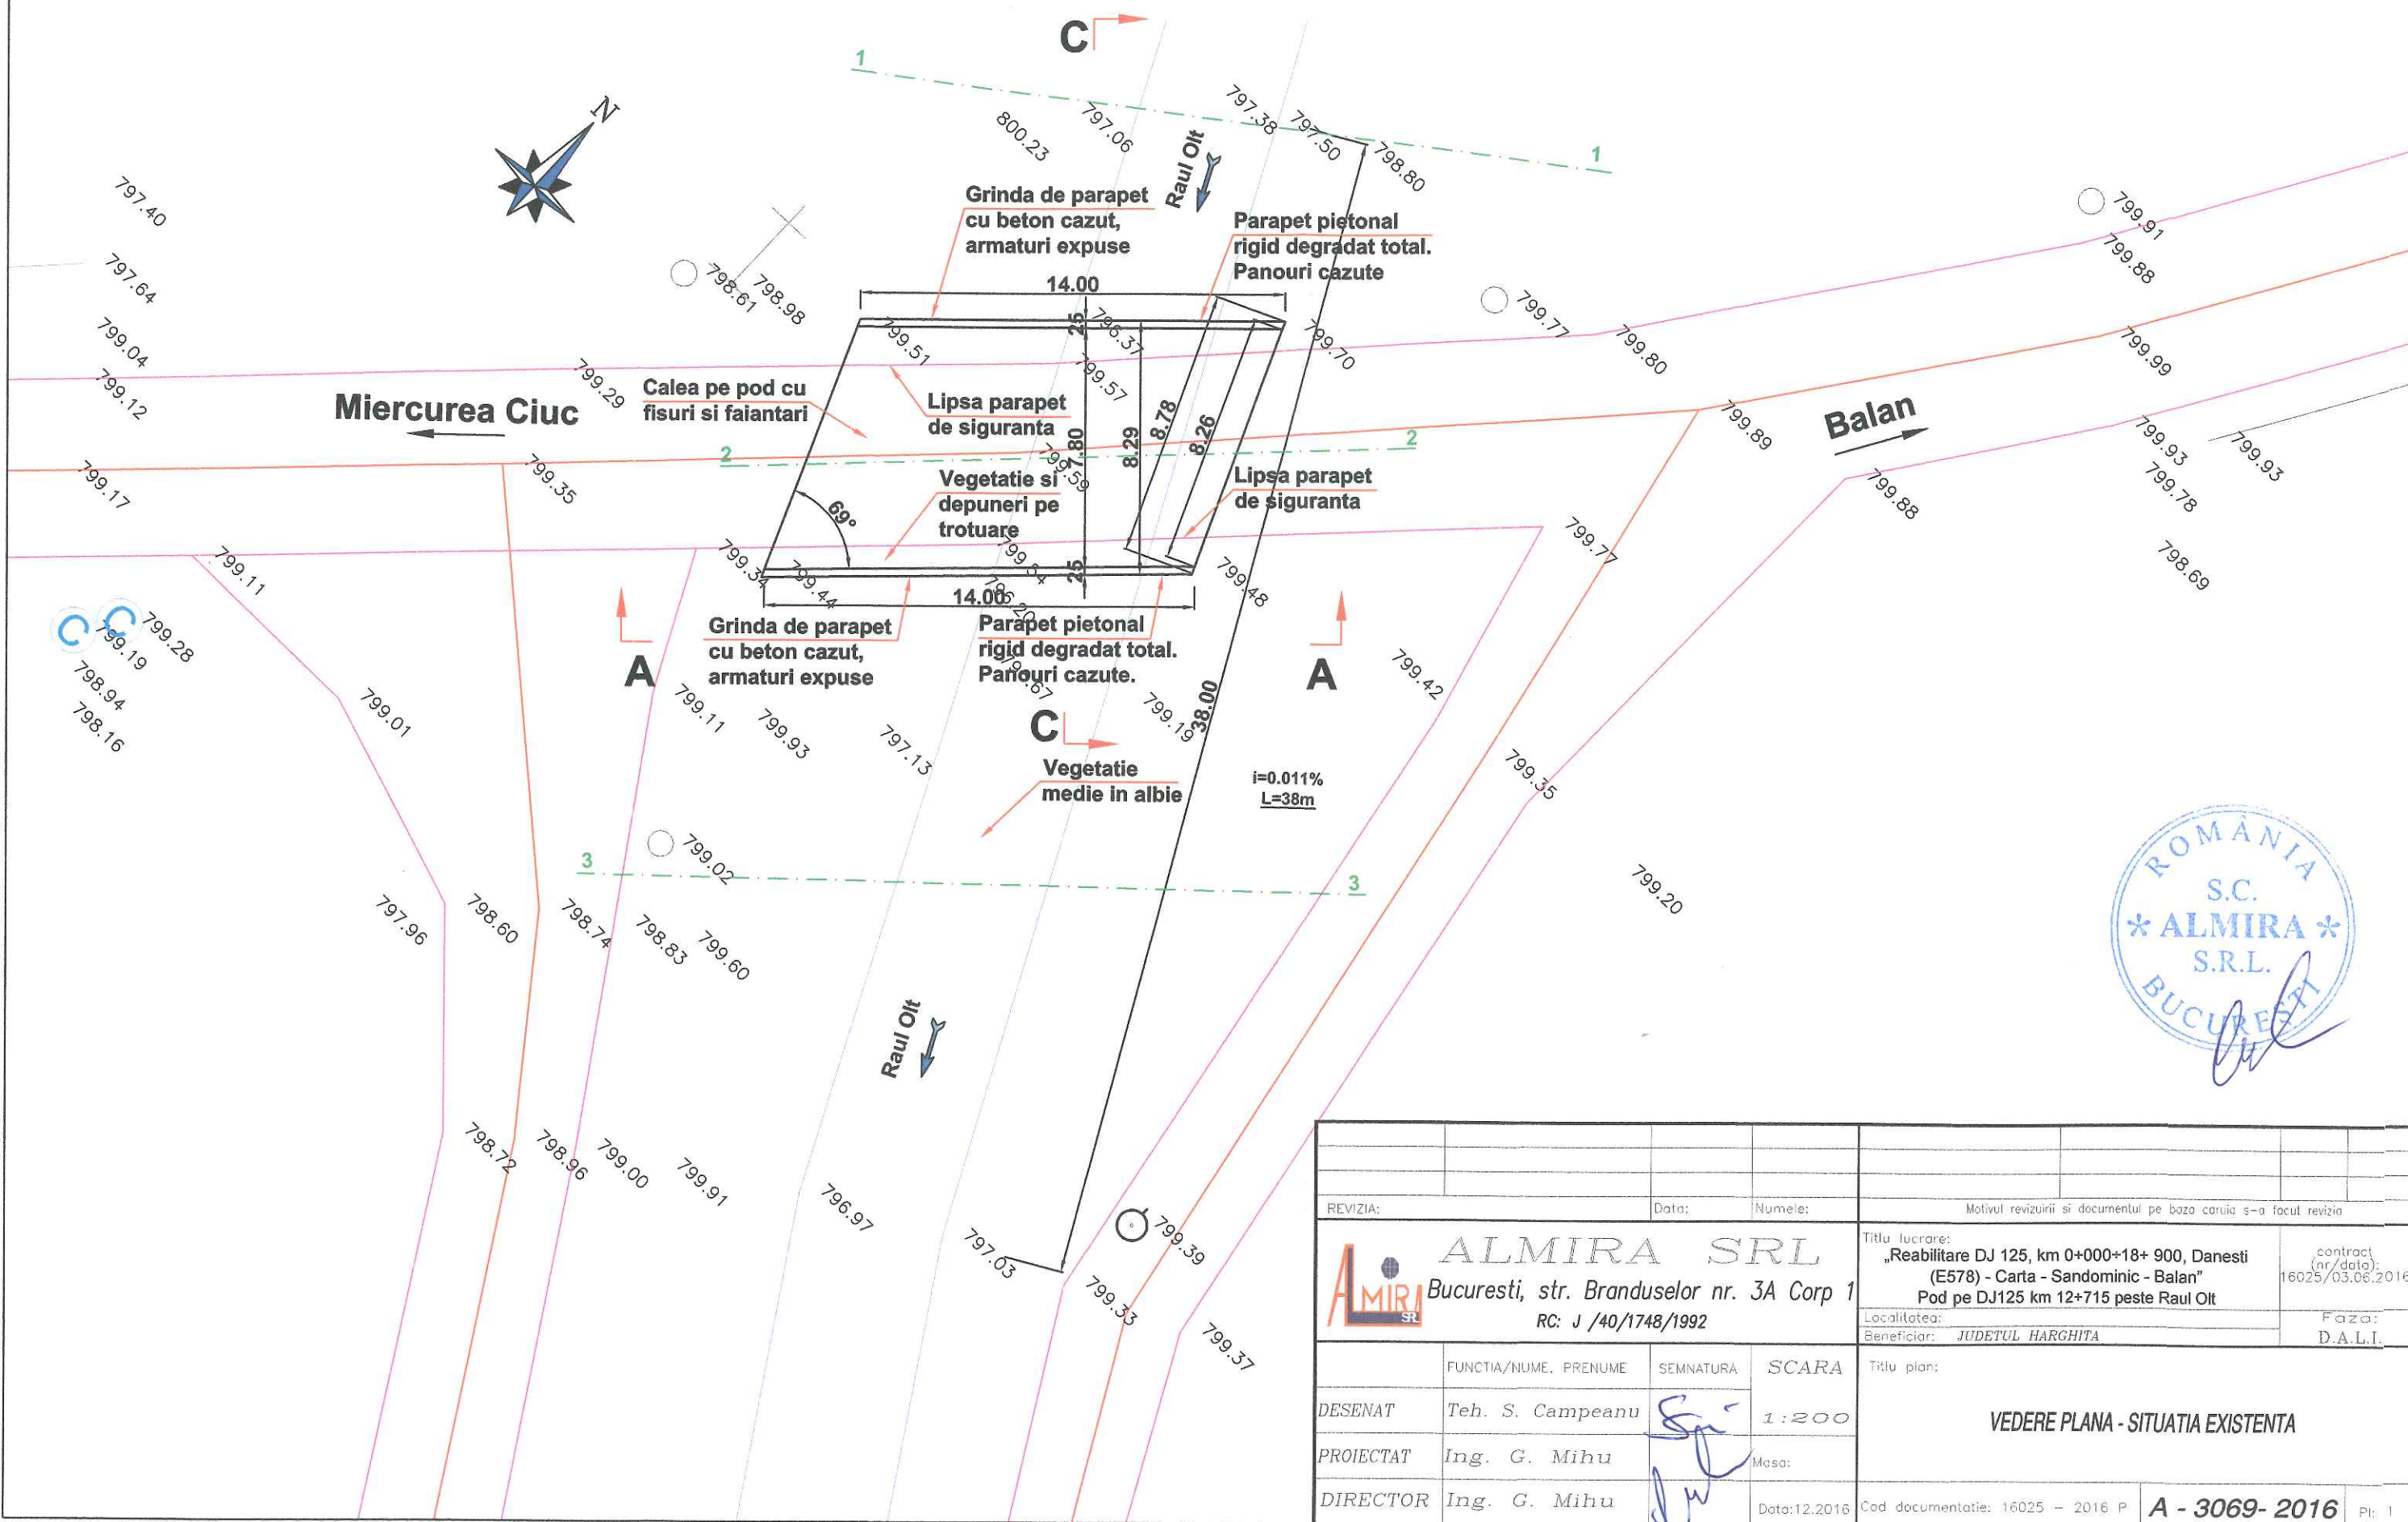 C
1
797.38
797.50
798.80
800.23
797.06
1
N
Raul Olt
797.40
Grinda de parapet
cu beton cazut,
armaturi expuse
Parapet pietonal
rigid degradat total.
Panouri cazute
799.91
799.88
797.64
798.61
798.98
14.00
799.77
799.04
799.51
25
796.37
799.70
799.80
799.99
799.12
799.29
799.57
Miercurea Ciuc
Calea pe pod cu
fisuri si faiantari
Lipsa parapet
de siguranta
7.80
8.29
8.78
8.26
799.89
Balan
799.93
799.93
2
2
799.17
799.35
799.59
Vegetatie si
depuneri pe
trotuare
Lipsa parapet
de siguranta
799.88
799.78
69°
799.11
799.34
799.44
799.54
25
799.48
799.77
798.69
14.00
796.20
799.28
799.19
798.94
798.16
Grinda de parapet
cu beton cazut,
armaturi expuse
Parapet pietonal
rigid degradat total.
Panouri cazute.
A
A
799.42
799.01
799.11
799.93
797.13
C
799.19
38.00
Vegetatie
medie in albie
i=0.011%
L=38m
799.35
3
799.02
3
799.20
797.96
798.60
798.74
798.83
799.60
ROMÂNIA
S.C.
* ALMIRA *
S.R.L.
BUCURESTI
Raul Olt
798.72
798.96
799.00
799.91
796.97
797.03
799.39
799.33
799.37
REVIZIA:
Data:
Numele:
Motivul revizuirii si documentul pe baza caruia s-a facut revizia
ALMIRA SRL
ALMIRA SRL
Bucuresti, str. Branduselor nr. 3A Corp 1
RC: J /40/1748/1992
Titlu lucrare:
„Reabilitare DJ 125, km 0+000÷18+ 900, Danesti
(E578) - Carta - Sandominic - Balan”
Pod pe DJ125 km 12+715 peste Raul Olt
contract
(nr/data):
16025/03.06.2016
Localitatea:
Beneficiar: JUDETUL HARGHITA
Faza:
D.A.L.I.
FUNCTIA/NUME, PRENUME
SEMNATURA
SCARA
Titlu plan:
DESENAT
Teh. S. Campeanu
1:200
VEDERE PLANA - SITUATIA EXISTENTA
PROIECTAT
Ing. G. Mihu
Masa:
DIRECTOR
Ing. G. Mihu
Data:12.2016
Cod documentatie: 16025 - 2016 P
A - 3069- 2016
Pl: 1